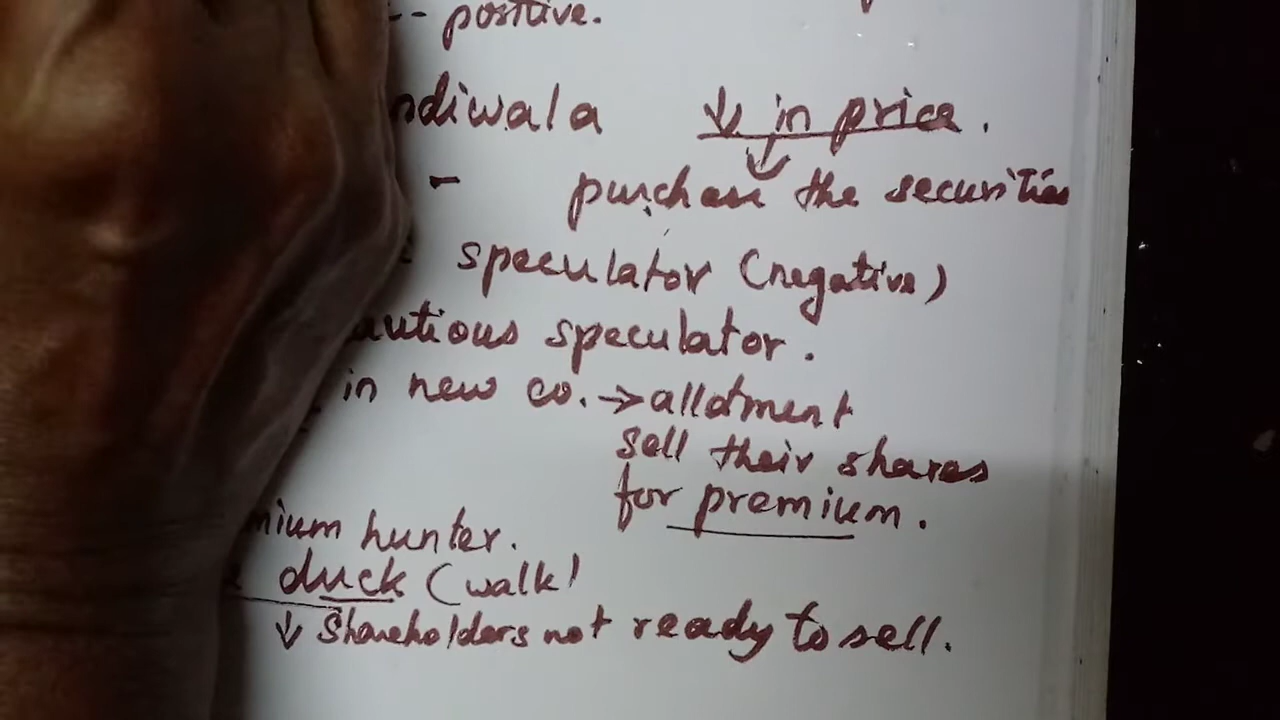 -- positive.
ndiwala ↓ in price.
↓
- purchase the securities
speculator (negative)
autious speculator.
in new co. → allotment
sell their shares
for premium.
mium hunter.
duck (walk)
↓ Shareholders not ready to sell.